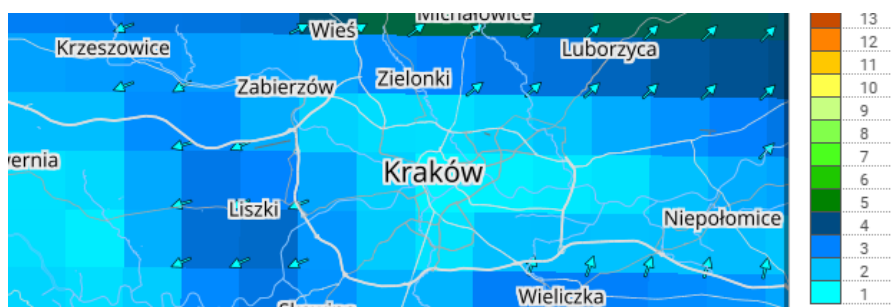 Michałowice
Wieś
Krzeszowice
Luborzyca
Zielonki
Zabierzów
vernia
Kraków
Liszki
Niepołomice
Wieliczka
13
12
11
10
9
8
7
6
5
4
3
2
1